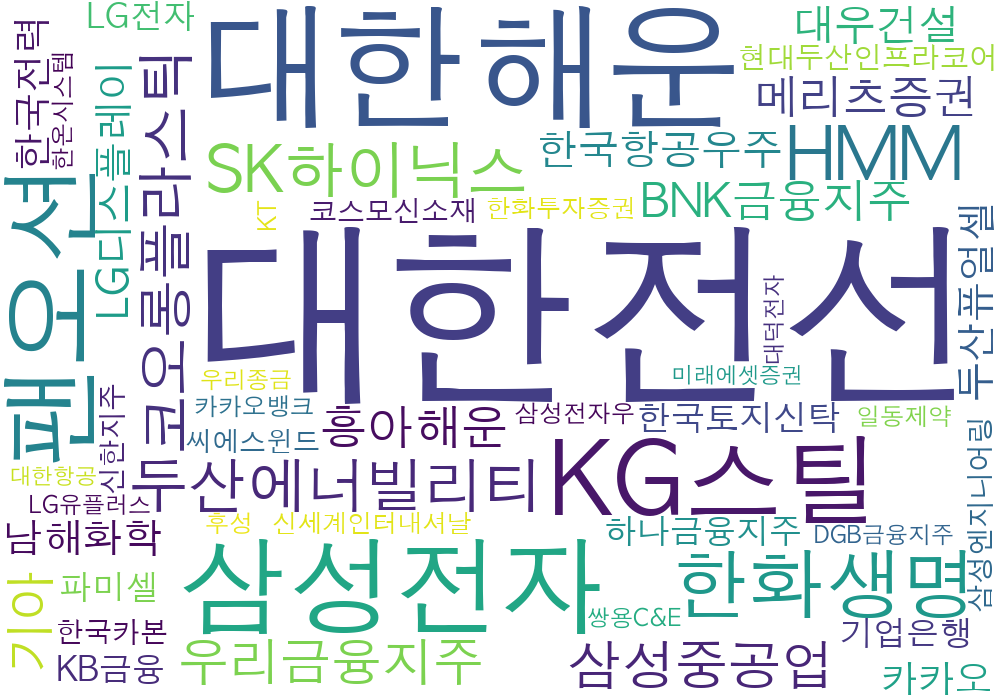 LG전자
대한해운
대우건설
현대두산인프라코어
한국전력
한온시스템
메리츠증권
LG디스플레이
코오롱플라스틱
SK하이닉스
한국항공우주
HMM
팬오션
KT
코스모신소재
한화투자증권
BNK금융지주
대한전선
대덕전자
두산퓨얼셀
우리종금
미래에셋증권
카카오뱅크
흥아해운
삼성전자우
한국토지신탁
일동제약
씨에스윈드
신한지주
대한항공
두산에너빌리티
KG스틸
삼성엔지니어링
LG유플러스
남해화학
후성
신세계인터내셔날
하나금융지주
DGB금융지주
삼성전자
한화생명
기아
파미셀
쌍용C&E
한국카본
기업은행
KB금융
우리금융지주
삼성중공업
카카오